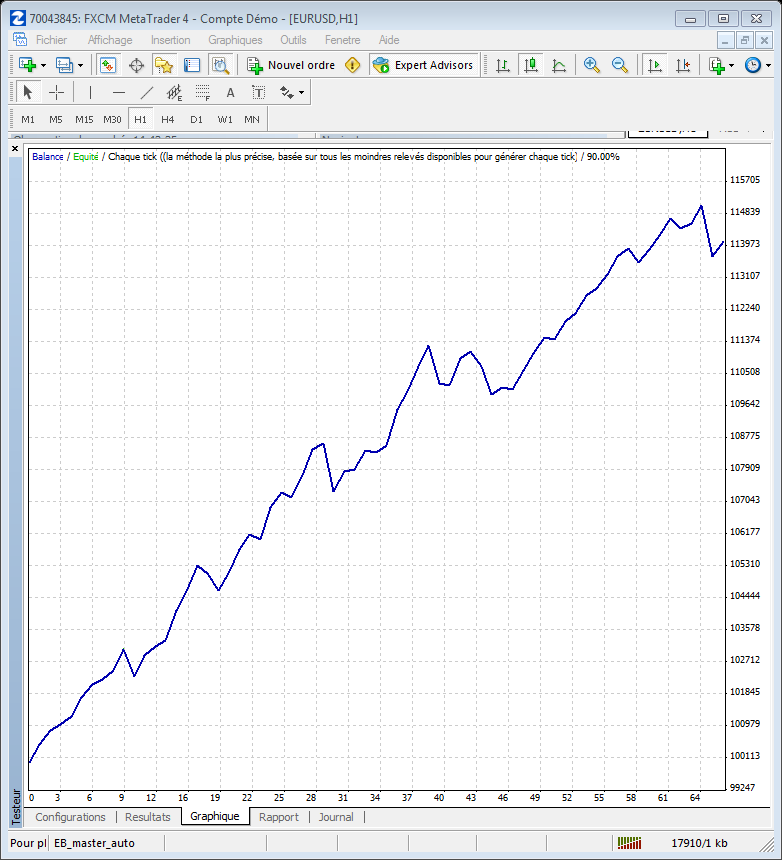 70043845: FXCM MetaTrader 4 - Compte Démo - [EURUSD,H1]
Fichier Affichage Insertion Graphiques Outils Fenetre Aide
Nouvel ordre Expert Advisors
A T
M1 M5 M15 M30 H1 H4 D1 W1 MN
Balance / Equité / Chaque tick ((la méthode la plus précise, basée sur tous les moindres relevés disponibles pour générer chaque tick) / 90.00%
115705
114839
113973
113107
112240
111374
110508
109642
108775
107909
107043
106177
105310
104444
103578
102712
101845
100979
100113
99247
0 3 6 9 12 16 19 22 25 28 31 34 37 40 43 46 49 52 55 58 61 64
Testeur
Configurations Resultats Graphique Rapport Journal
Pour pl EB_master_auto 17910/1 kb